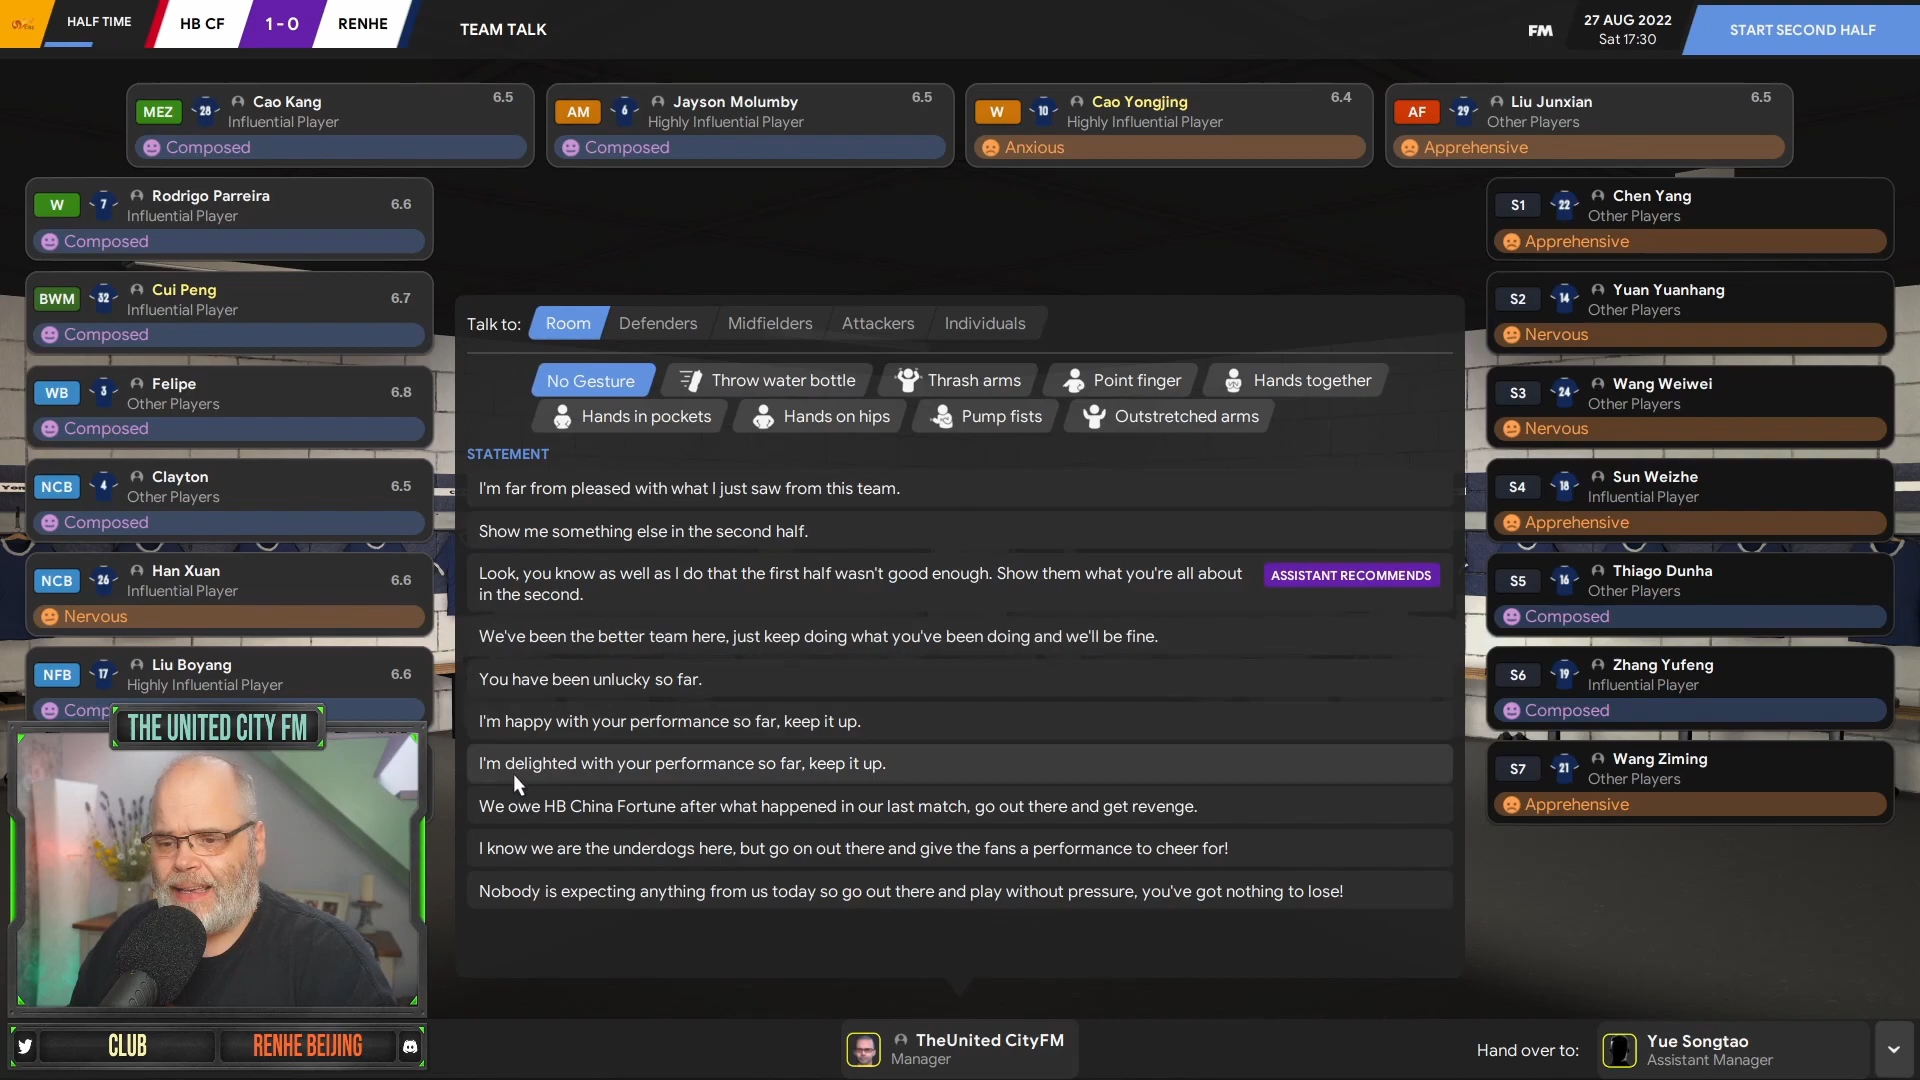 HALF TIME
HB CF
1 - 0
RENHE
TEAM TALK
FM
27 AUG 2022
Sat 17:30
START SECOND HALF
MEZ 28 Cao Kang 6.5
Influential Player
Composed
AM 6 Jayson Molumby 6.5
Highly Influential Player
Composed
W 10 Cao Yongjing 6.4
Highly Influential Player
Anxious
AF 29 Liu Junxian 6.5
Other Players
Apprehensive
W 7 Rodrigo Parreira 6.6
Influential Player
Composed
BWM 32 Cui Peng 6.7
Influential Player
Composed
WB 3 Felipe 6.8
Other Players
Composed
NCB 4 Clayton 6.5
Other Players
Composed
NCB 26 Han Xuan 6.6
Influential Player
Nervous
NFB 17 Liu Boyang 6.6
Highly Influential Player
Comp
Talk to: Room Defenders Midfielders Attackers Individuals
No Gesture Throw water bottle Thrash arms Point finger Hands together
Hands in pockets Hands on hips Pump fists Outstretched arms
STATEMENT
I'm far from pleased with what I just saw from this team.
Show me something else in the second half.
Look, you know as well as I do that the first half wasn't good enough. Show them what you're all about
in the second.
ASSISTANT RECOMMENDS
We've been the better team here, just keep doing what you've been doing and we'll be fine.
You have been unlucky so far.
I'm happy with your performance so far, keep it up.
I'm delighted with your performance so far, keep it up.
We owe HB China Fortune after what happened in our last match, go out there and get revenge.
I know we are the underdogs here, but go on out there and give the fans a performance to cheer for!
Nobody is expecting anything from us today so go out there and play without pressure, you've got nothing to lose!
S1 22 Chen Yang
Other Players
Apprehensive
S2 14 Yuan Yuanhang
Other Players
Nervous
S3 24 Wang Weiwei
Other Players
Nervous
S4 18 Sun Weizhe
Influential Player
Apprehensive
S5 16 Thiago Dunha
Other Players
Composed
S6 19 Zhang Yufeng
Influential Player
Composed
S7 21 Wang Ziming
Other Players
Apprehensive
THE UNITED CITY FM
CLUB
RENHE BEIJING
TheUnited CityFM
Manager
Hand over to:
Yue Songtao
Assistant Manager